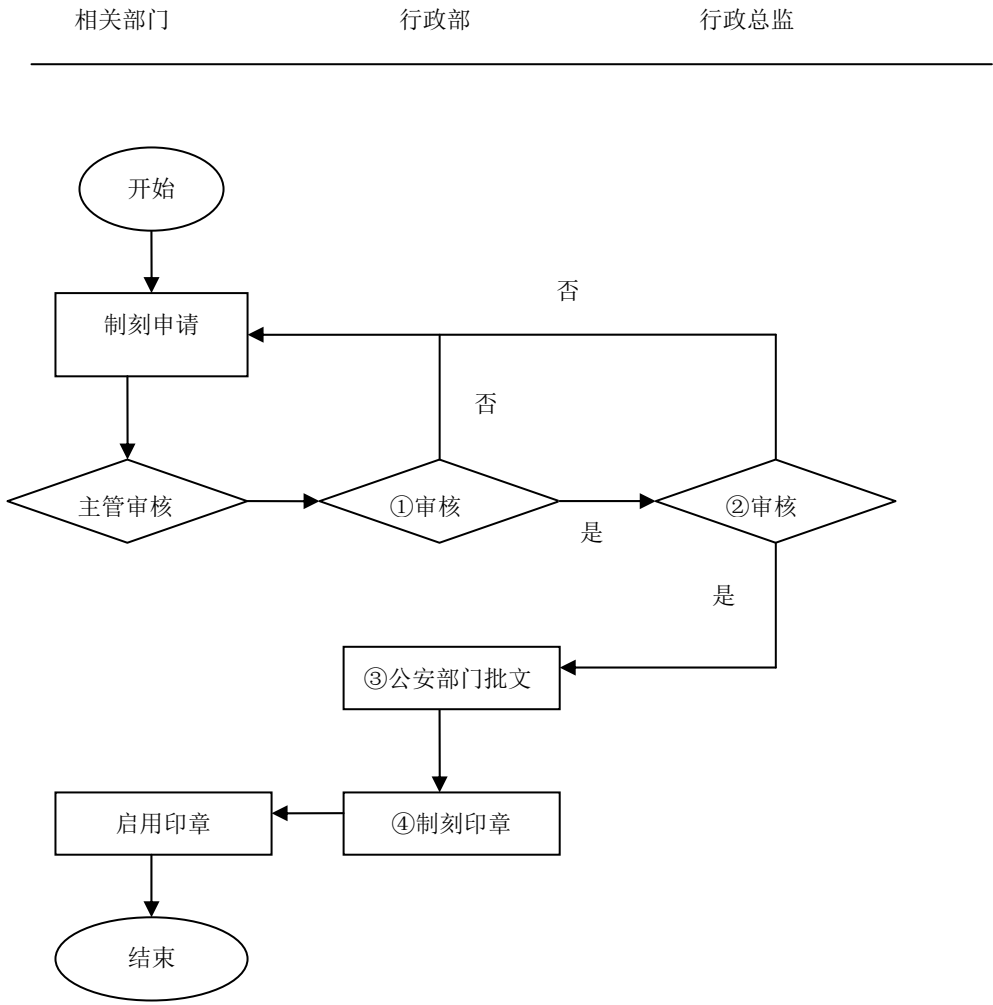 相关部门
行政部
行政总监
开始
否
制刻申请
否
主管审核
①审核
②审核
是
是
③公安部门批文
启用印章
④制刻印章
结束